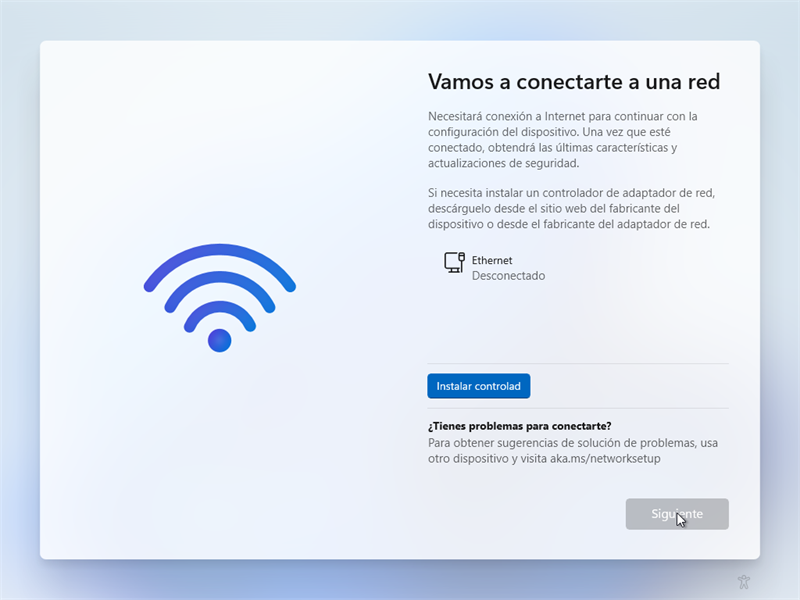 Vamos a conectarte a una red
Necesitará conexión a Internet para continuar con la
configuración del dispositivo. Una vez que esté
conectado, obtendrá las últimas características y
actualizaciones de seguridad.
Si necesita instalar un controlador de adaptador de red,
descárguelo desde el sitio web del fabricante del
dispositivo o desde el fabricante del adaptador de red.
Ethernet
Desconectado
Instalar controlad
¿Tienes problemas para conectarte?
Para obtener sugerencias de solución de problemas, usa
otro dispositivo y visita aka.ms/networksetup
Siguiente